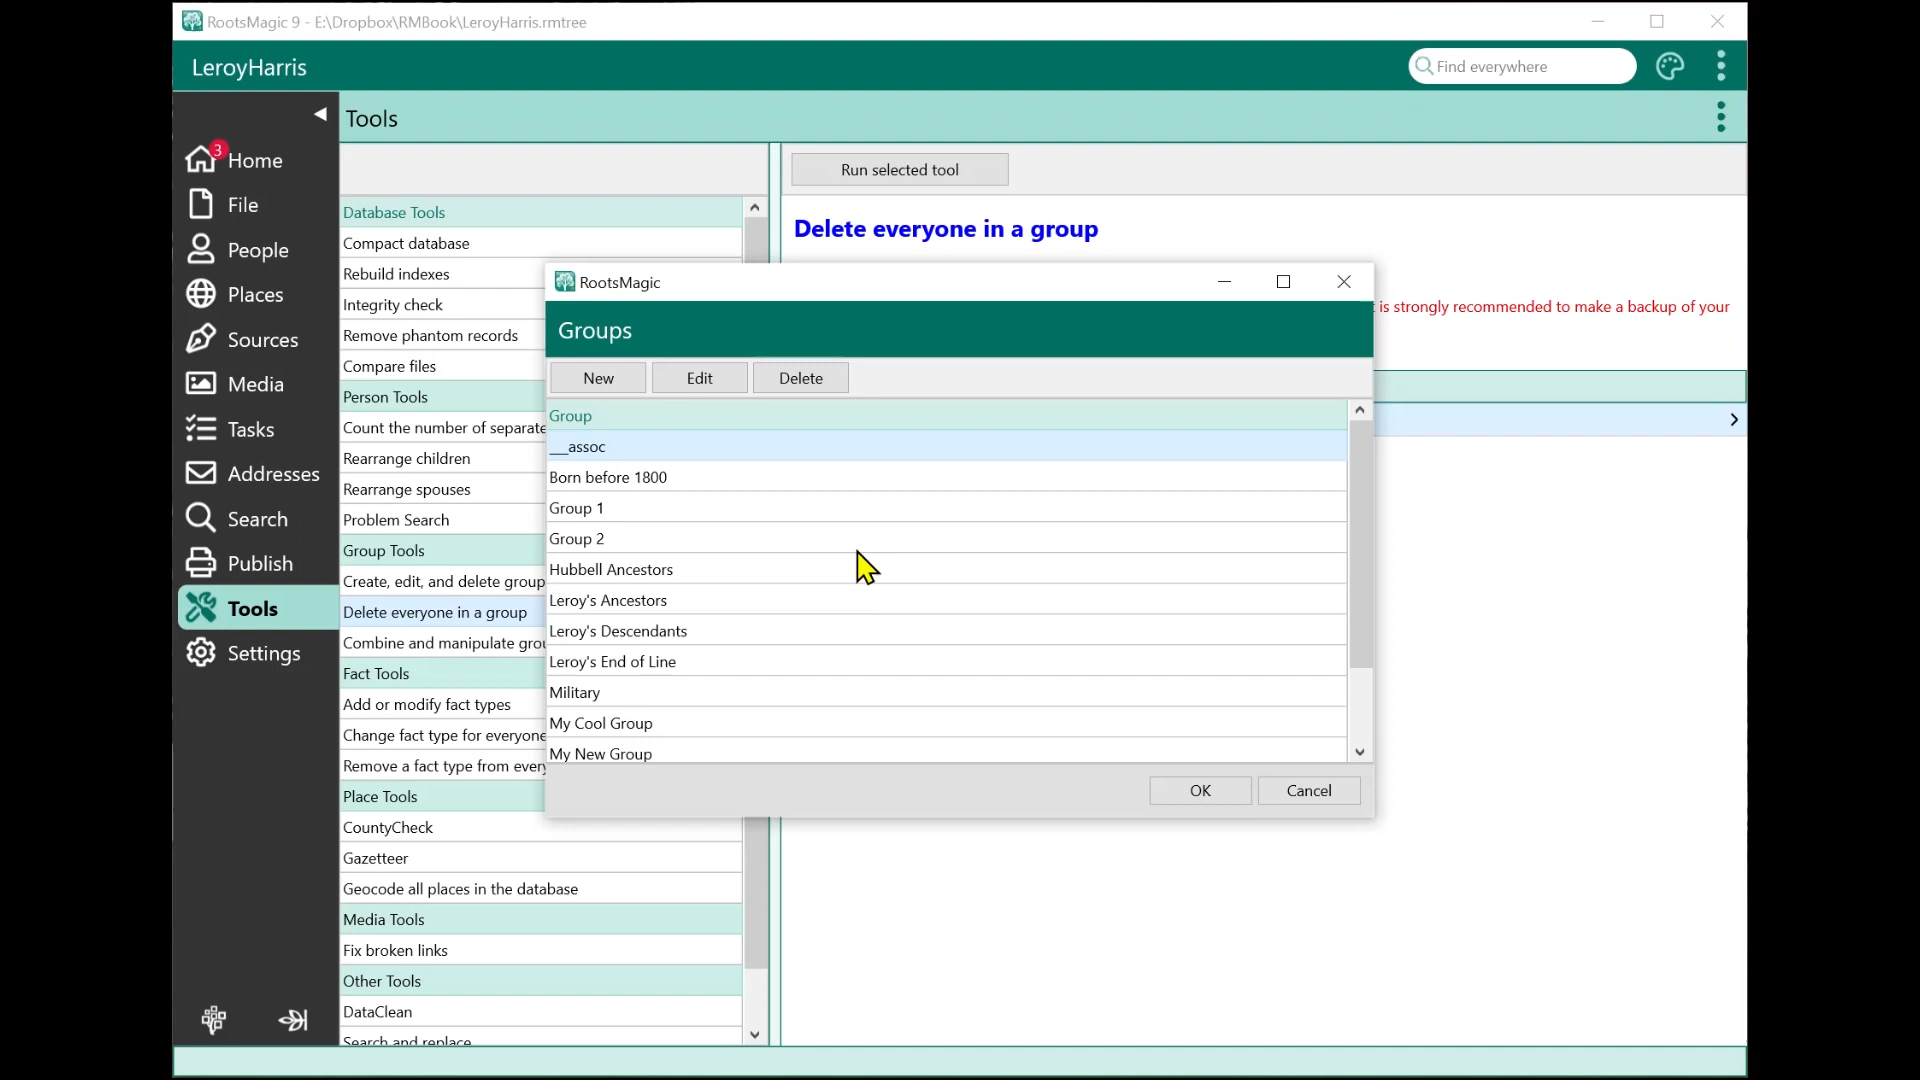 RootsMagic 9 - E:\Dropbox\RMBook\LeroyHarris.rmtree
LeroyHarris
Find everywhere
Tools
3
Home
File
People
Places
Sources
Media
Tasks
Addresses
Search
Publish
Tools
Settings
Database Tools
Compact database
Rebuild indexes
Integrity check
Remove phantom records
Compare files
Person Tools
Count the number of separate
Rearrange children
Rearrange spouses
Problem Search
Group Tools
Create, edit, and delete group
Delete everyone in a group
Combine and manipulate grou
Fact Tools
Add or modify fact types
Change fact type for everyone
Remove a fact type from every
Place Tools
CountyCheck
Gazetteer
Geocode all places in the database
Media Tools
Fix broken links
Other Tools
DataClean
Search and replace
Run selected tool
Delete everyone in a group
is strongly recommended to make a backup of your
RootsMagic
Groups
New Edit Delete
Group
__assoc
Born before 1800
Group 1
Group 2
Hubbell Ancestors
Leroy's Ancestors
Leroy's Descendants
Leroy's End of Line
Military
My Cool Group
My New Group
OK Cancel